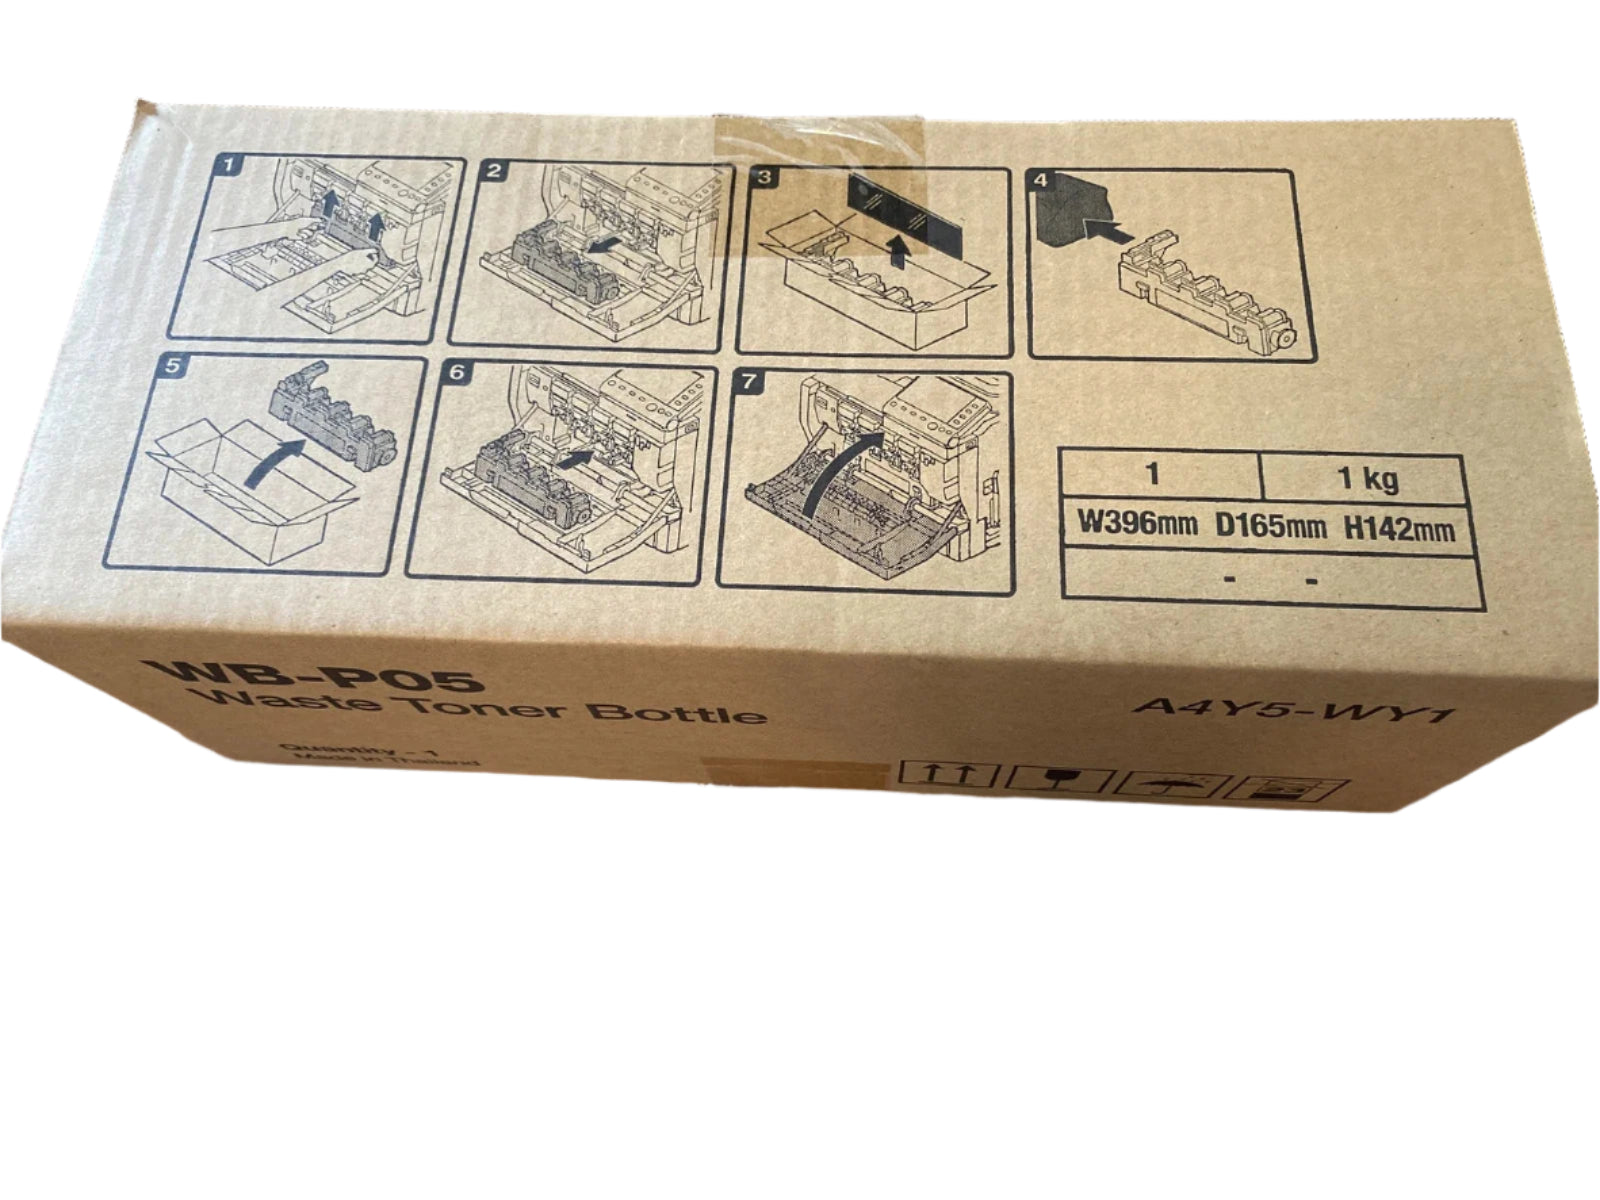 1
2
3
4
5
6
7
1 1 kg
W396mm D165mm H142mm
- -
WB-P05
Waste Toner Bottle
A4Y5-WY1
Quantity - 1
Made in Thailand